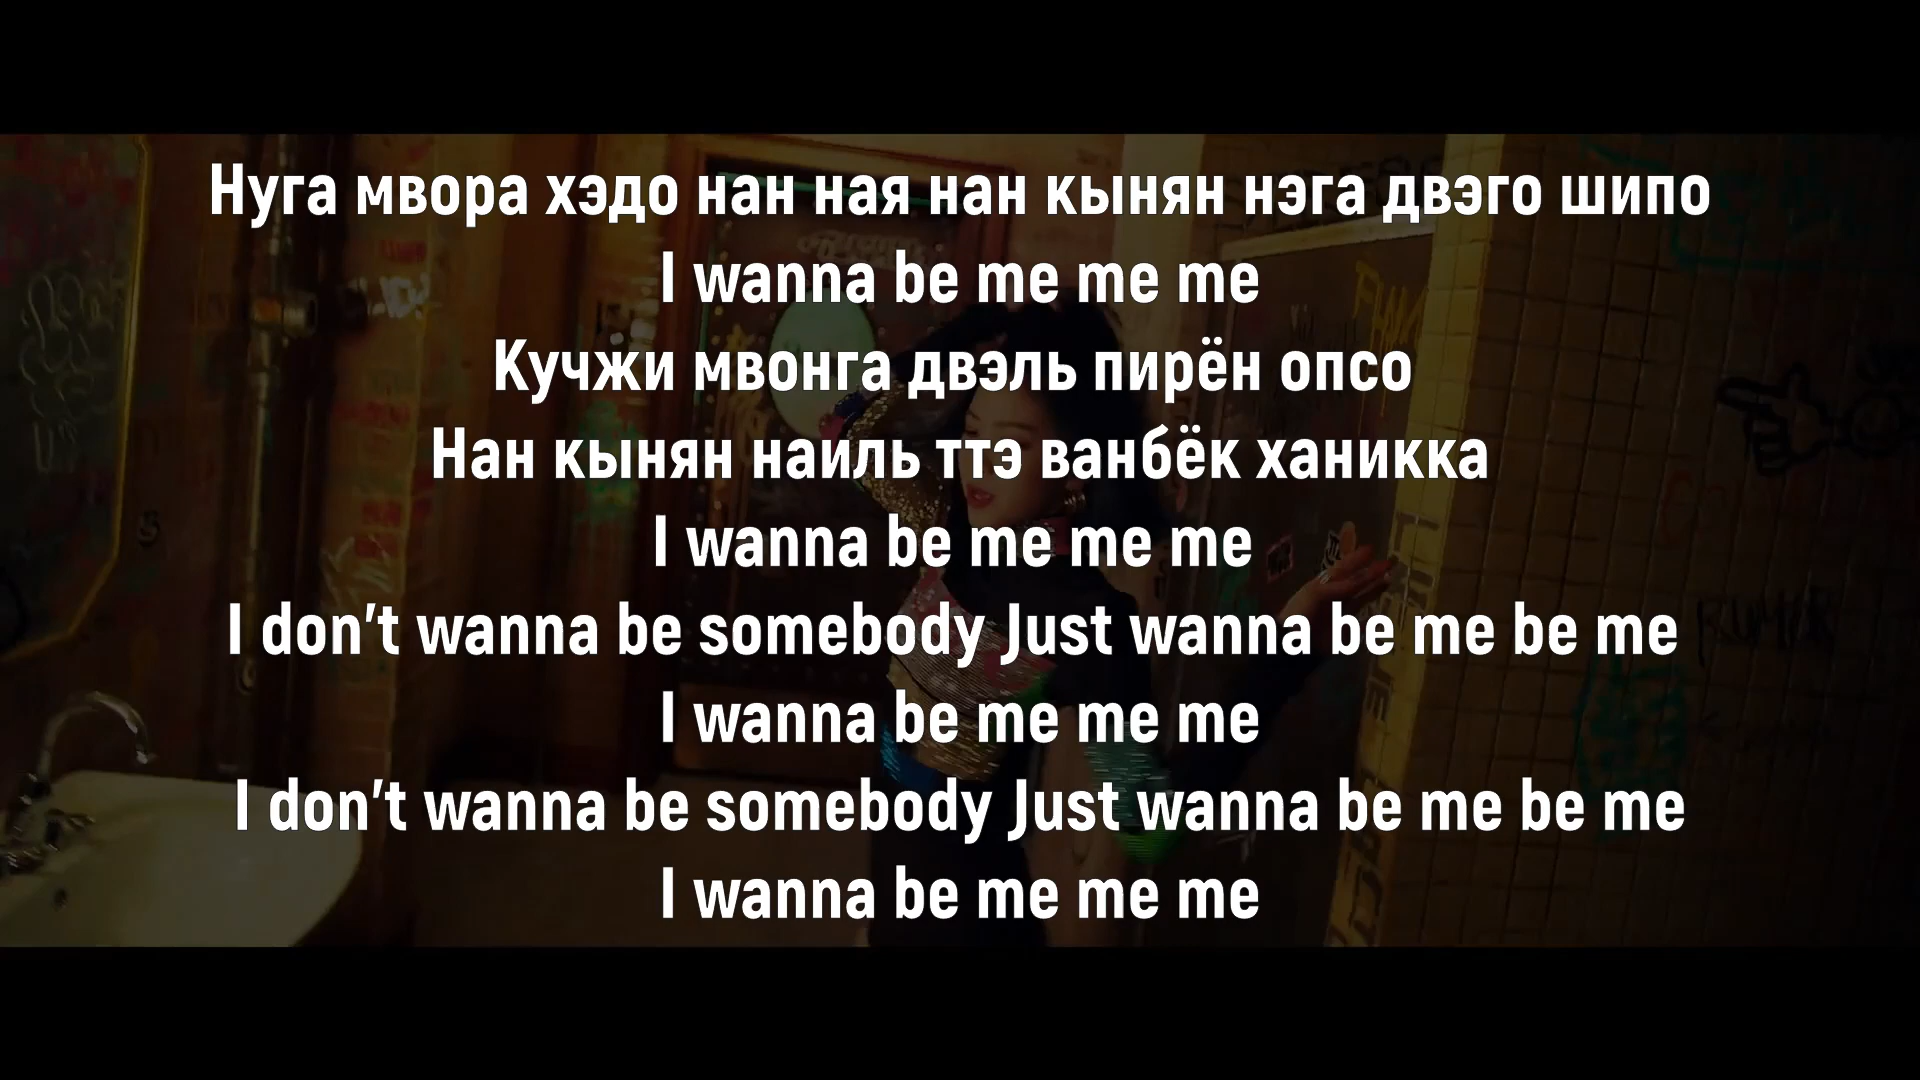 Нуга мвора хэдо нан ная нан кынян нэга двэго шипо
I wanna be me me me
Кучжи мвонга двэль пирён опсо
Нан кынян наиль ттэ ванбёк ханикка
I wanna be me me me
I don't wanna be somebody Just wanna be me be me
I wanna be me me me
I don't wanna be somebody Just wanna be me be me
I wanna be me me me